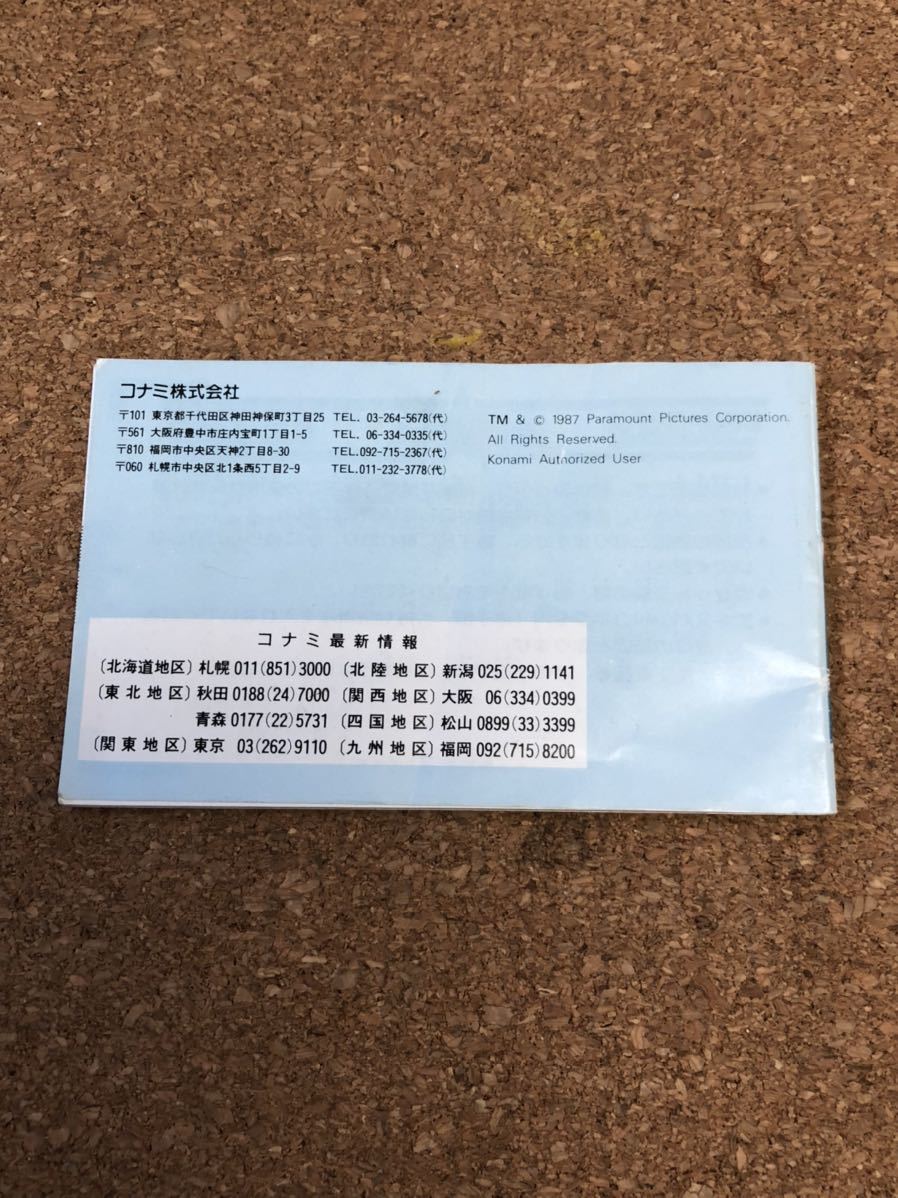 コナミ株式会社
〒101 東京都千代田区神田神保町3丁目25 TEL. 03-264-5678(代)
〒561 大阪府豊中市庄内宝町1丁目1-5 TEL. 06-334-0335(代)
〒810 福岡市中央区天神2丁目8-30 TEL.092-715-2367(代)
〒060 札幌市中央区北1条西5丁目2-9 TEL.011-232-3778(代)
TM & © 1987 Paramount Pictures Corporation.
All Rights Reserved.
Konami Authorized User
コナミ最新情報
〔北海道地区〕札幌 011(851)3000 〔北陸地区〕新潟 025(229)1141
〔東北地区〕秋田 0188(24)7000 〔関西地区〕大阪 06(334)0399
青森 0177(22)5731 〔四国地区〕松山 0899(33)3399
〔関東地区〕東京 03(262)9110 〔九州地区〕福岡 092(715)8200